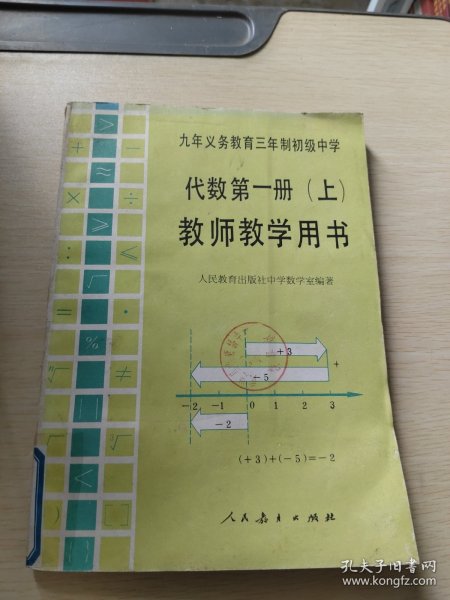 九年义务教育三年制初级中学
代数第一册（上）
教师教学用书
人民教育出版社中学数学室编著
+3
-5
+
-2 -1 0 1 2 3
-2
(+3)+(-5)=-2
人民教育出版社
孔夫子旧书网
www.kongfz.com